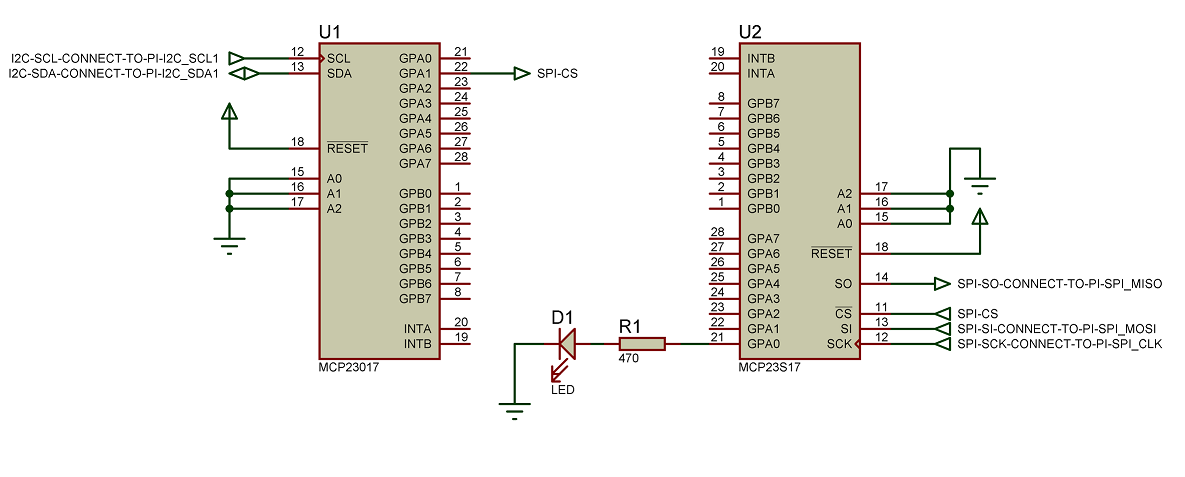 U1
I2C-SCL-CONNECT-TO-PI-I2C_SCL1 12 SCL
I2C-SDA-CONNECT-TO-PI-I2C_SDA1 13 SDA
18 RESET
15 A0
16 A1
17 A2
GPA0 21
GPA1 22 SPI-CS
GPA2 23
GPA3 24
GPA4 25
GPA5 26
GPA6 27
GPA7 28
GPB0 1
GPB1 2
GPB2 3
GPB3 4
GPB4 5
GPB5 6
GPB6 7
GPB7 8
INTA 20
INTB 19
MCP23017
D1
LED
R1
470
U2
19 INTB
20 INTA
8 GPB7
7 GPB6
6 GPB5
5 GPB4
4 GPB3
3 GPB2
2 GPB1
1 GPB0
28 GPA7
27 GPA6
26 GPA5
25 GPA4
24 GPA3
23 GPA2
22 GPA1
21 GPA0
A2 17
A1 16
A0 15
RESET 18
SO 14 SPI-SO-CONNECT-TO-PI-SPI_MISO
CS 11 SPI-CS
SI 13 SPI-SI-CONNECT-TO-PI-SPI_MOSI
SCK 12 SPI-SCK-CONNECT-TO-PI-SPI_CLK
MCP23S17